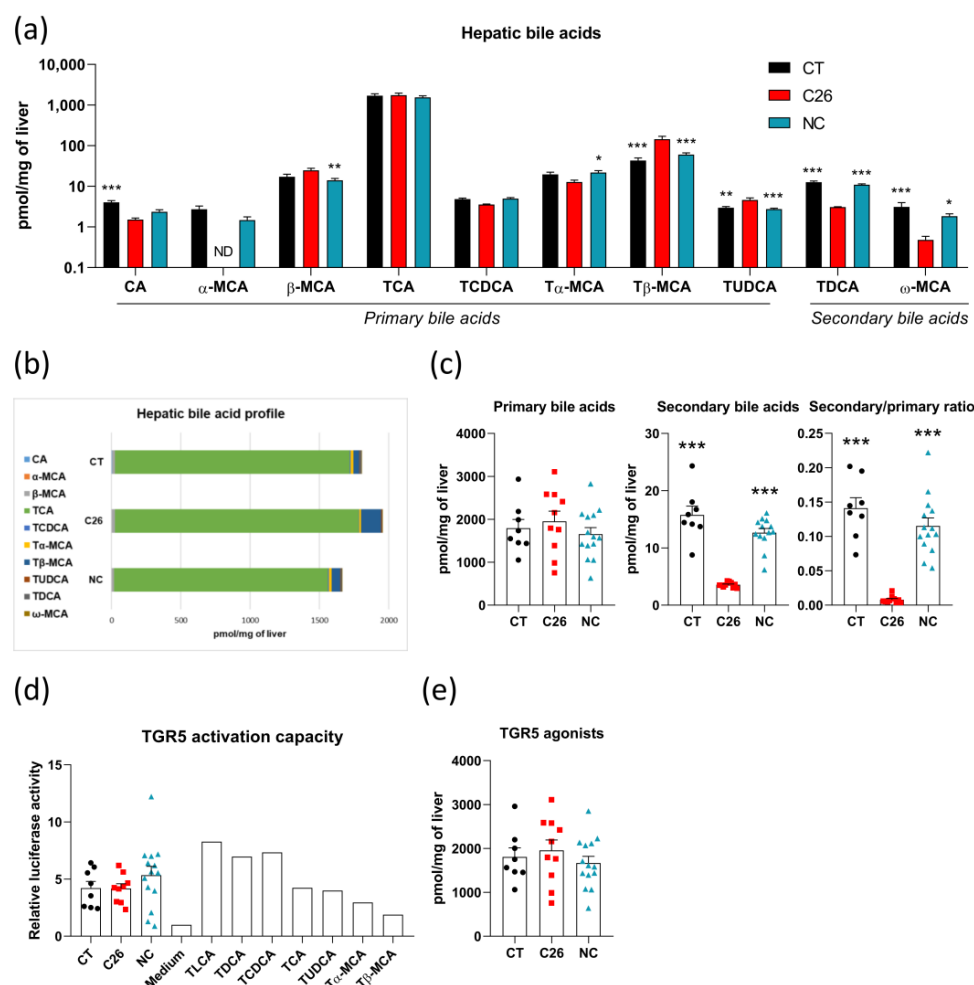 (a)
Hepatic bile acids
pmol/mg of liver
10,000
1,000
100
10
1
0.1
CT
C26
NC
***
ND
**
*
*** ***
** ***
*** ***
*** *
CA α-MCA β-MCA TCA TCDCA Tα-MCA Tβ-MCA TUDCA TDCA ω-MCA
Primary bile acids Secondary bile acids
(b)
Hepatic bile acid profile
CA
α-MCA
β-MCA
TCA
TCDCA
Tα-MCA
Tβ-MCA
TUDCA
TDCA
ω-MCA
0 500 1000 1500 2000
CT
C26
NC
pmol/mg of liver
(c)
Primary bile acids
pmol/mg of liver
4000
3000
2000
1000
0
CT C26 NC
Secondary bile acids
pmol/mg of liver
30
20
10
0
***
***
CT C26 NC
Secondary/primary ratio
0.25
0.20
0.15
0.10
0.05
0.00
***
***
CT C26 NC
(d)
TGR5 activation capacity
Relative luciferase activity
15
10
5
0
CT C26 NC Medium TLCA TDCA TCDCA TCA TUDCA Tα-MCA Tβ-MCA
(e)
TGR5 agonists
pmol/mg of liver
4000
3000
2000
1000
0
CT C26 NC